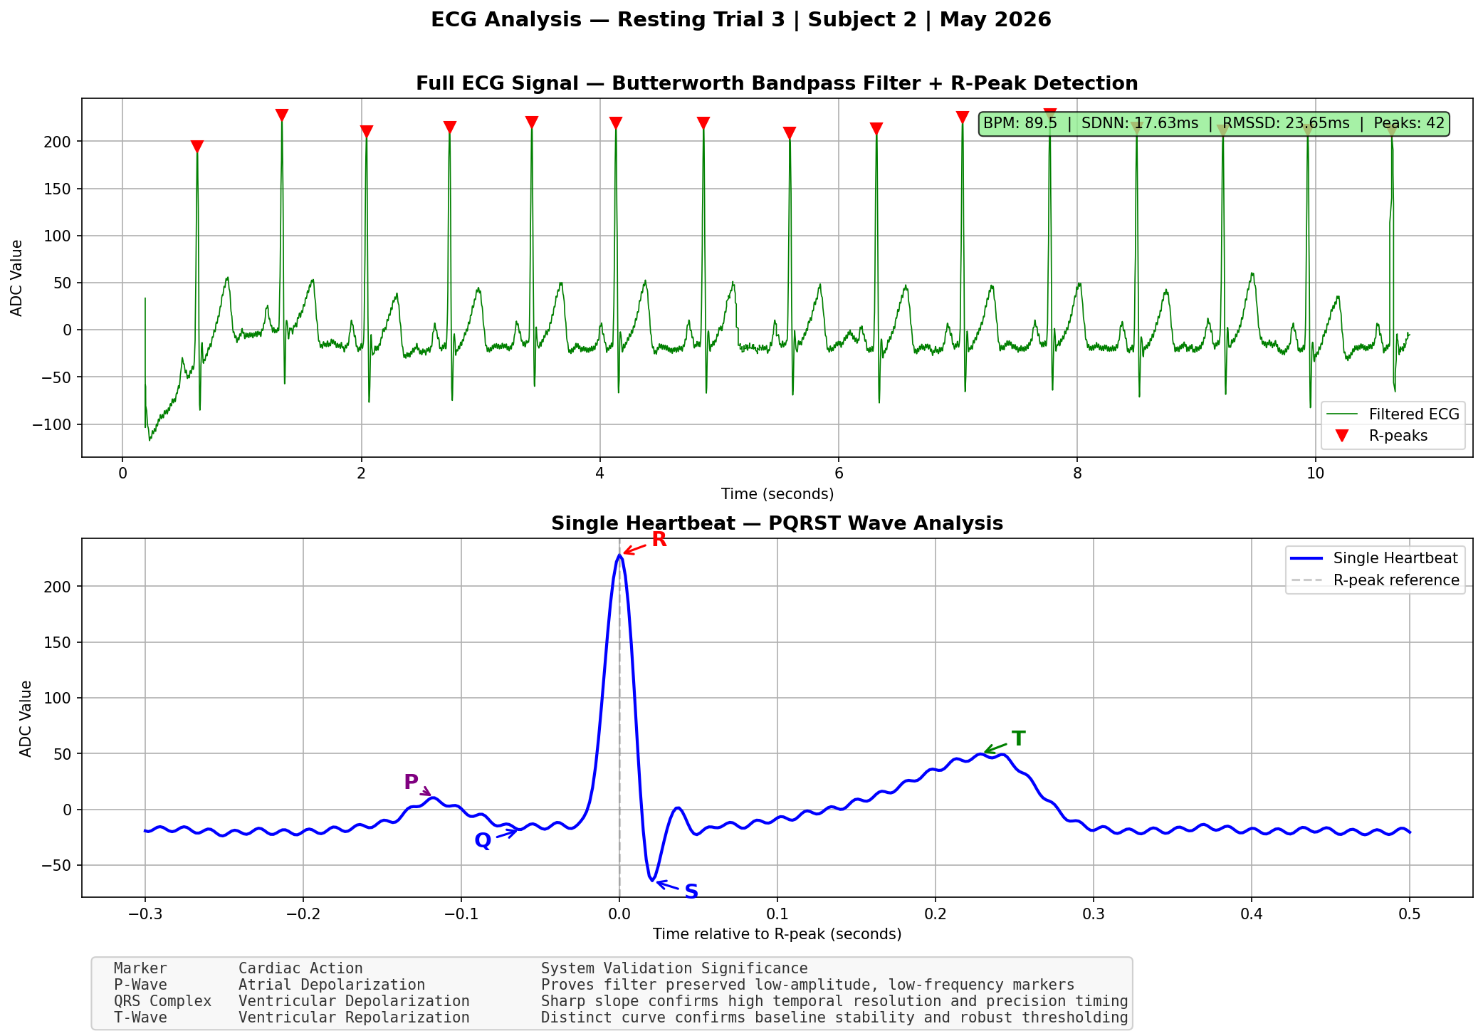 ECG Analysis — Resting Trial 3 | Subject 2 | May 2026
Full ECG Signal — Butterworth Bandpass Filter + R-Peak Detection
BPM: 89.5 | SDNN: 17.63ms | RMSSD: 23.65ms | Peaks: 42
ADC Value
200
150
100
50
0
−50
−100
Filtered ECG
R-peaks
0 2 4 6 8 10
Time (seconds)
Single Heartbeat — PQRST Wave Analysis
ADC Value
200
150
100
50
0
−50
R
P
Q
S
T
Single Heartbeat
R-peak reference
−0.3 −0.2 −0.1 0.0 0.1 0.2 0.3 0.4 0.5
Time relative to R-peak (seconds)
Marker Cardiac Action System Validation Significance
P-Wave Atrial Depolarization Proves filter preserved low-amplitude, low-frequency markers
QRS Complex Ventricular Depolarization Sharp slope confirms high temporal resolution and precision timing
T-Wave Ventricular Repolarization Distinct curve confirms baseline stability and robust thresholding